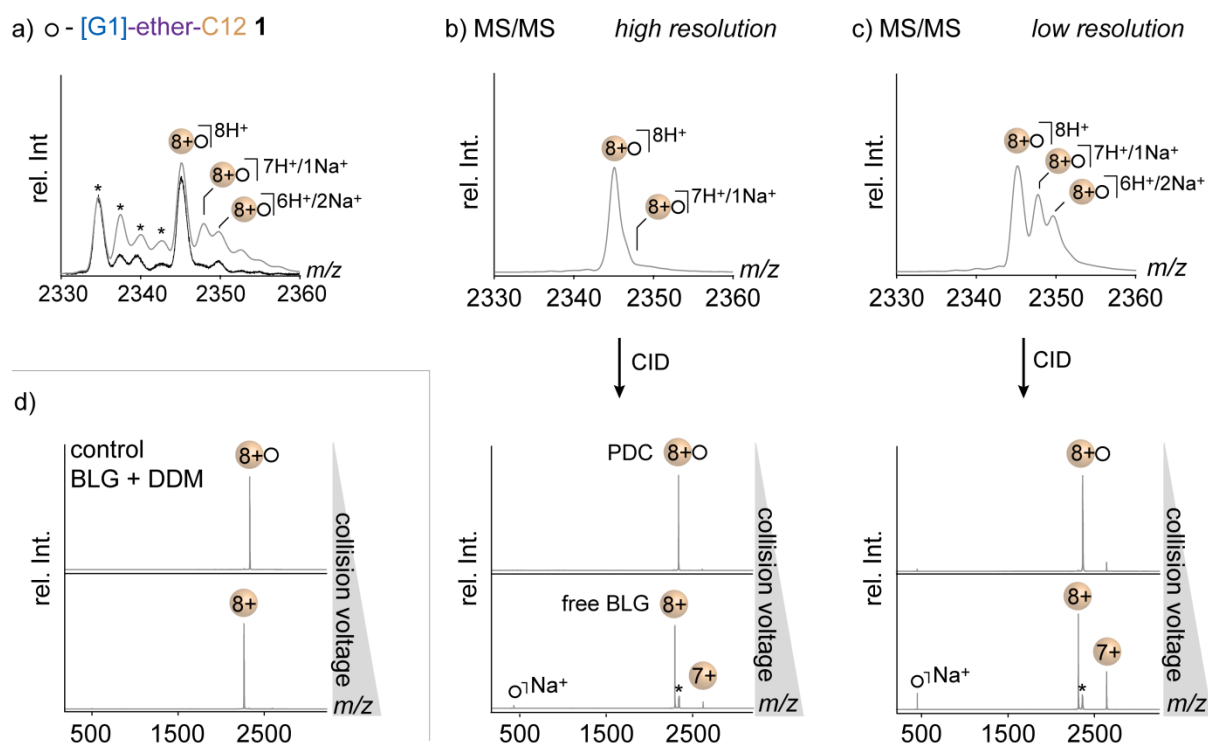 a) o - [G1]-ether-C12 1
b) MS/MS high resolution
c) MS/MS low resolution
rel. Int
* * * *
8+ 8H⁺
8+ 7H⁺/1Na⁺
8+ 6H⁺/2Na⁺
m/z
2330 2340 2350 2360
rel. Int.
8+ 8H⁺
8+ 7H⁺/1Na⁺
m/z
2330 2340 2350 2360
rel. Int.
8+ 8H⁺
8+ 7H⁺/1Na⁺
8+ 6H⁺/2Na⁺
m/z
2330 2340 2350 2360
CID
CID
d)
control
BLG + DDM
8+
8+
rel. Int.
collision voltage
m/z
500 1500 2500
PDC
8+
free BLG
8+
*
7+
Na⁺
rel. Int.
collision voltage
m/z
500 1500 2500
8+
8+
*
7+
Na⁺
rel. Int.
collision voltage
m/z
500 1500 2500